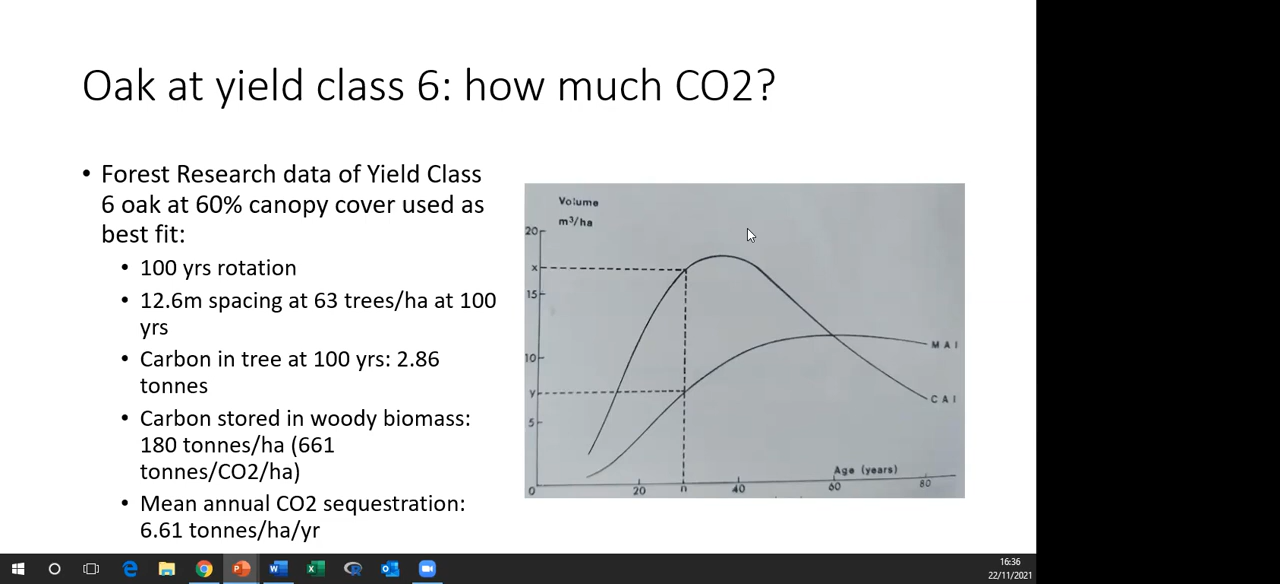 Oak at yield class 6: how much CO2?
• Forest Research data of Yield Class
6 oak at 60% canopy cover used as
best fit:
• 100 yrs rotation
• 12.6m spacing at 63 trees/ha at 100
yrs
• Carbon in tree at 100 yrs: 2.86
tonnes
• Carbon stored in woody biomass:
180 tonnes/ha (661
tonnes/CO2/ha)
• Mean annual CO2 sequestration:
6.61 tonnes/ha/yr
Volume
m³/ha
20
x
15
10
y
5
0
20
n
40
60
80
Age (years)
MAI
CAI
16:36
22/11/2021